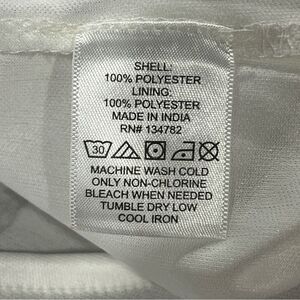 SHELL:
100% POLYESTER
LINING:
100% POLYESTER
MADE IN INDIA
RN# 134782
30
MACHINE WASH COLD
ONLY NON-CHLORINE
BLEACH WHEN NEEDED
TUMBLE DRY LOW
COOL IRON